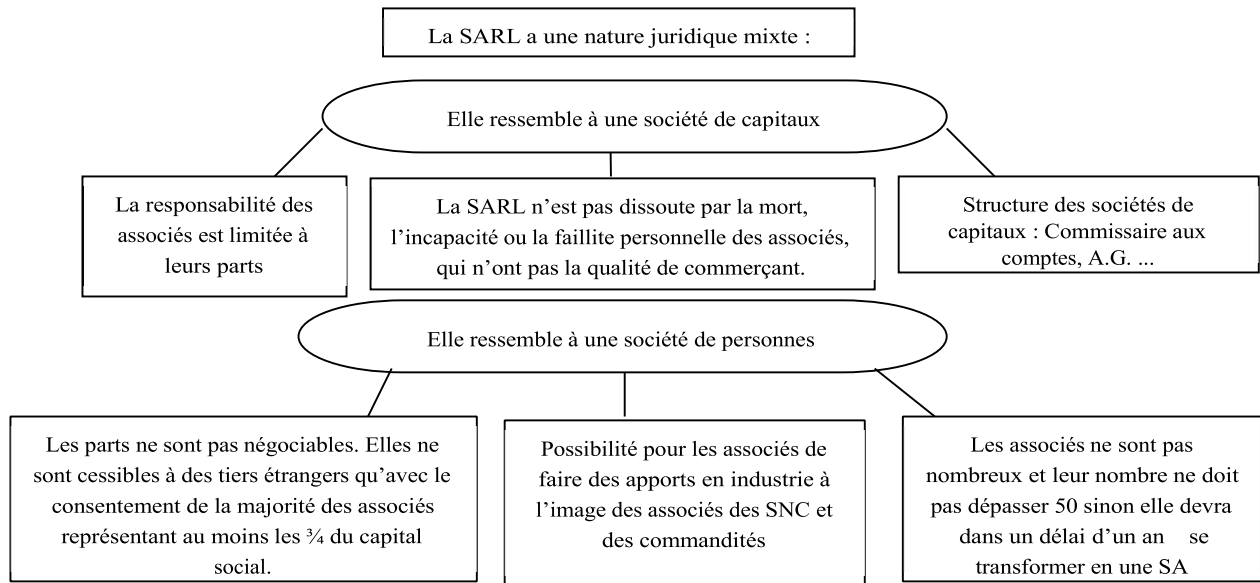 La SARL a une nature juridique mixte :
Elle ressemble à une société de capitaux
La responsabilité des
associés est limitée à
leurs parts
La SARL n’est pas dissoute par la mort,
l’incapacité ou la faillite personnelle des associés,
qui n’ont pas la qualité de commerçant.
Structure des sociétés de
capitaux : Commissaire aux
comptes, A.G. ...
Elle ressemble à une société de personnes
Les parts ne sont pas négociables. Elles ne
sont cessibles à des tiers étrangers qu’avec le
consentement de la majorité des associés
représentant au moins les ¾ du capital
social.
Possibilité pour les associés de
faire des apports en industrie à
l’image des associés des SNC et
des commandités
Les associés ne sont pas
nombreux et leur nombre ne doit
pas dépasser 50 sinon elle devra
dans un délai d’un an se
transformer en une SA